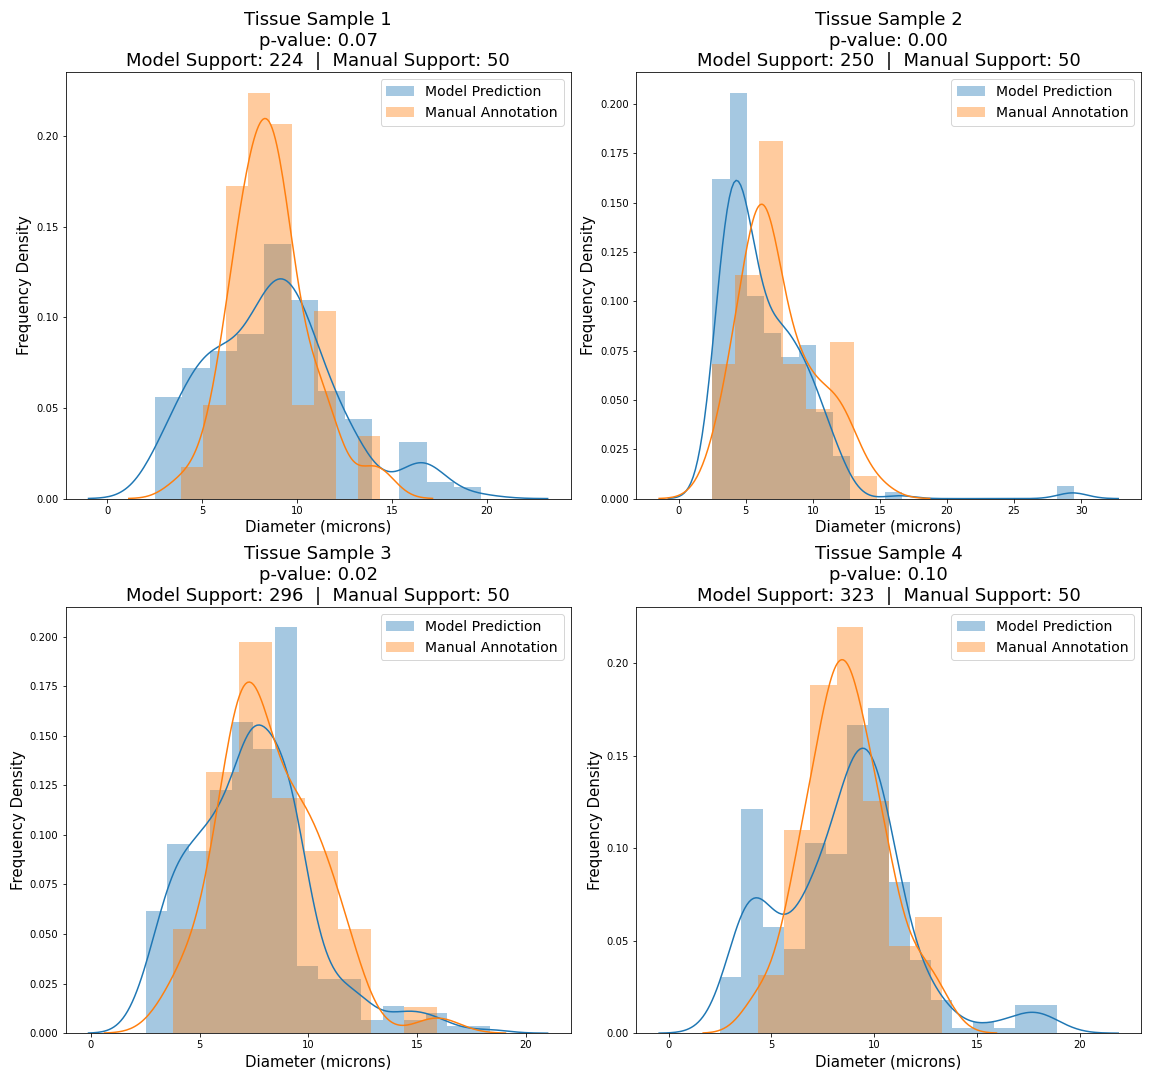 Tissue Sample 1
p-value: 0.07
Model Support: 224 | Manual Support: 50
Model Prediction
Manual Annotation
Frequency Density
0.20
0.15
0.10
0.05
0.00
0 5 10 15 20
Diameter (microns)
Tissue Sample 2
p-value: 0.00
Model Support: 250 | Manual Support: 50
Model Prediction
Manual Annotation
Frequency Density
0.200
0.175
0.150
0.125
0.100
0.075
0.050
0.025
0.000
0 5 10 15 20 25 30
Diameter (microns)
Tissue Sample 3
p-value: 0.02
Model Support: 296 | Manual Support: 50
Model Prediction
Manual Annotation
Frequency Density
0.200
0.175
0.150
0.125
0.100
0.075
0.050
0.025
0.000
0 5 10 15 20
Diameter (microns)
Tissue Sample 4
p-value: 0.10
Model Support: 323 | Manual Support: 50
Model Prediction
Manual Annotation
Frequency Density
0.20
0.15
0.10
0.05
0.00
0 5 10 15 20
Diameter (microns)